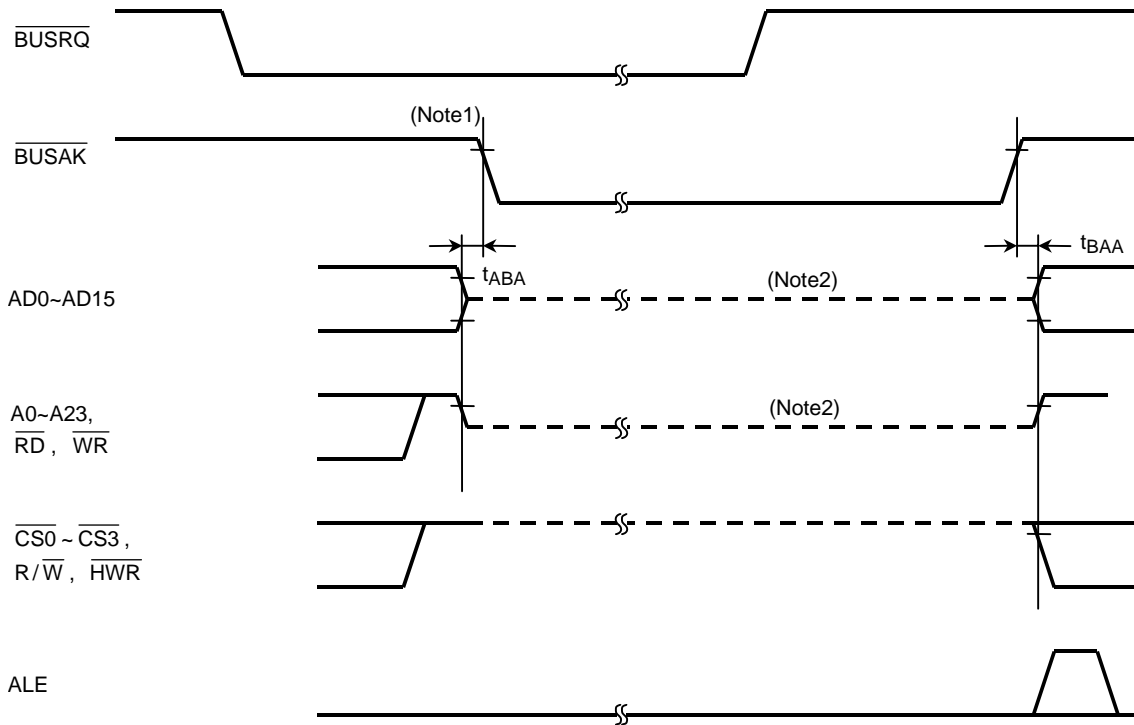 BUSRQ
(Note1)
BUSAK
tABA
tBAA
AD0~AD15
(Note2)
A0~A23,
RD , WR
(Note2)
CS0 ~ CS3 ,
R/W , HWR
ALE